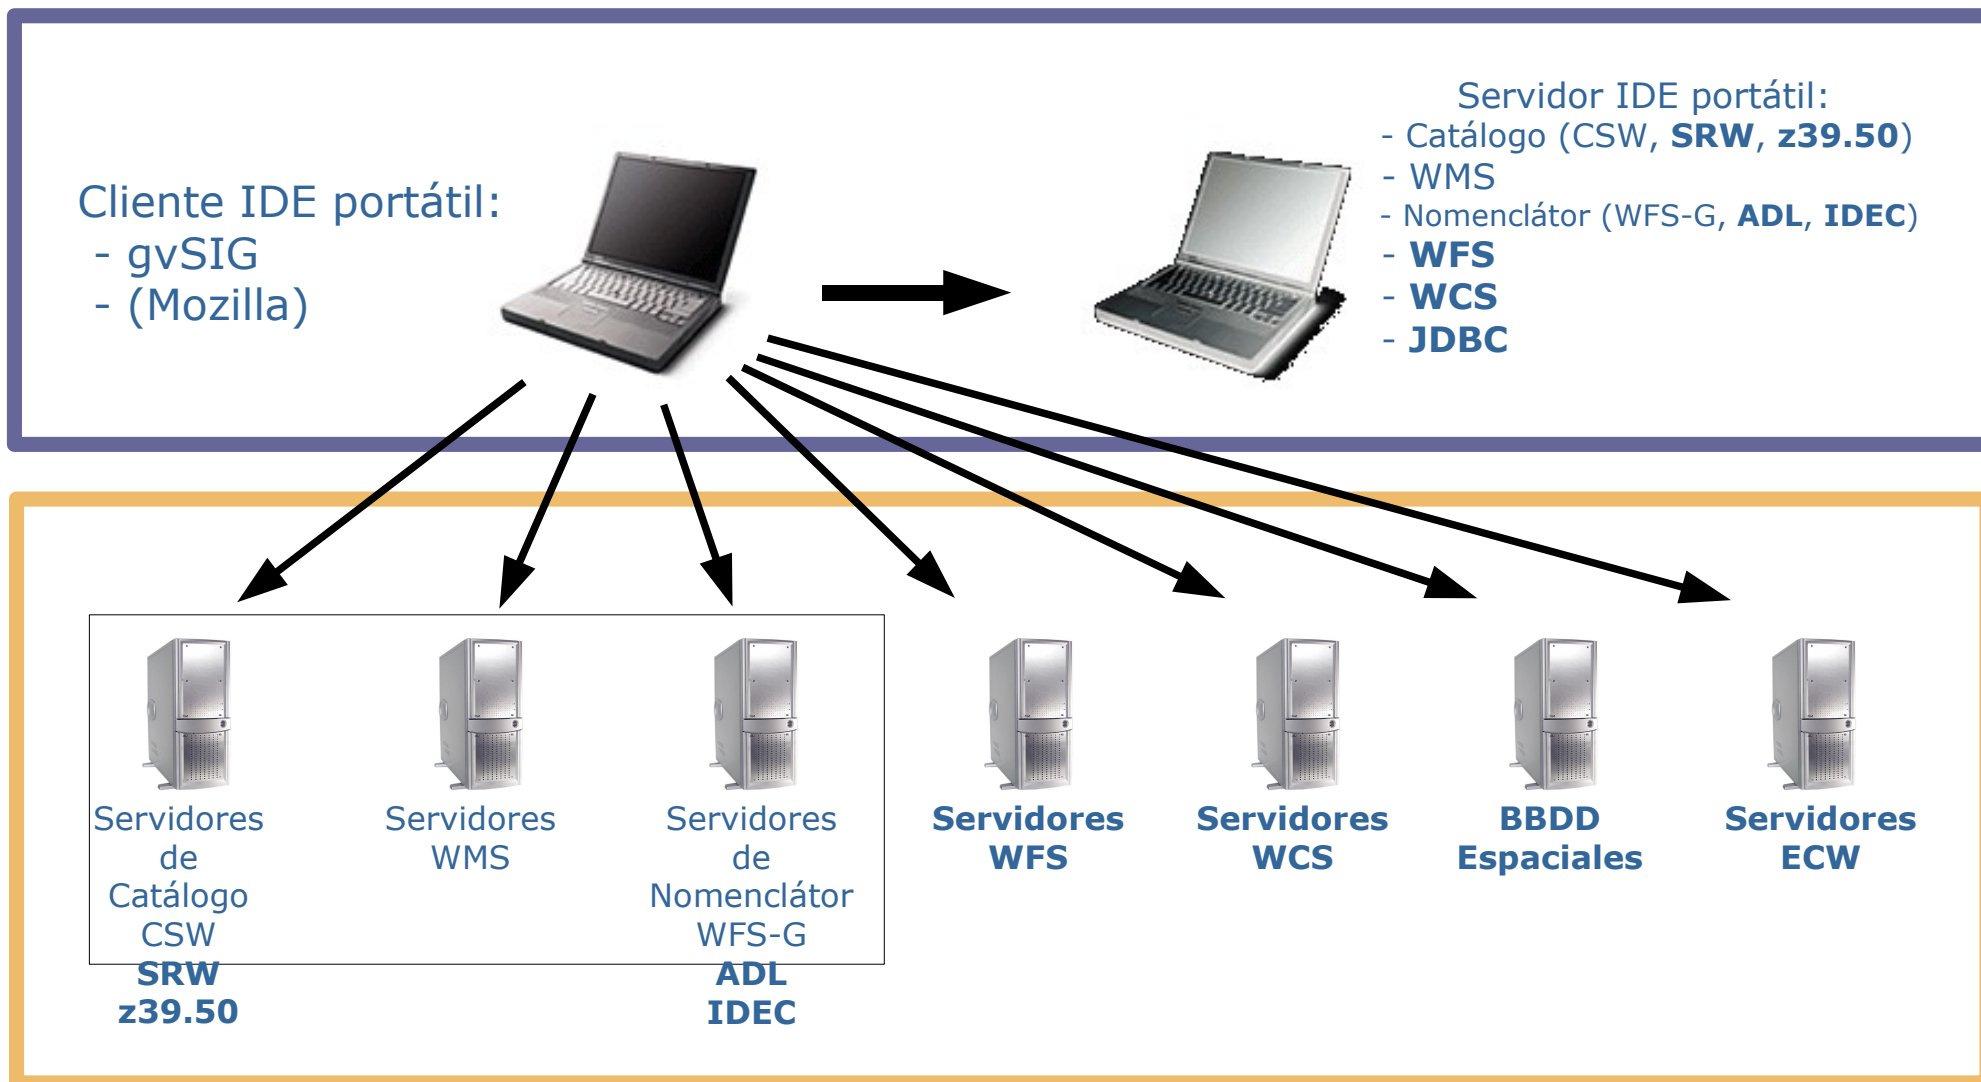 Cliente IDE portátil:
- gvSIG
- (Mozilla)
Servidor IDE portátil:
- Catálogo (CSW, SRW, z39.50)
- WMS
- Nomenclátor (WFS-G, ADL, IDEC)
- WFS
- WCS
- JDBC
Servidores
de
Catálogo
CSW
SRW
z39.50
Servidores
WMS
Servidores
de
Nomenclátor
WFS-G
ADL
IDEC
Servidores
WFS
Servidores
WCS
BBDD
Espaciales
Servidores
ECW